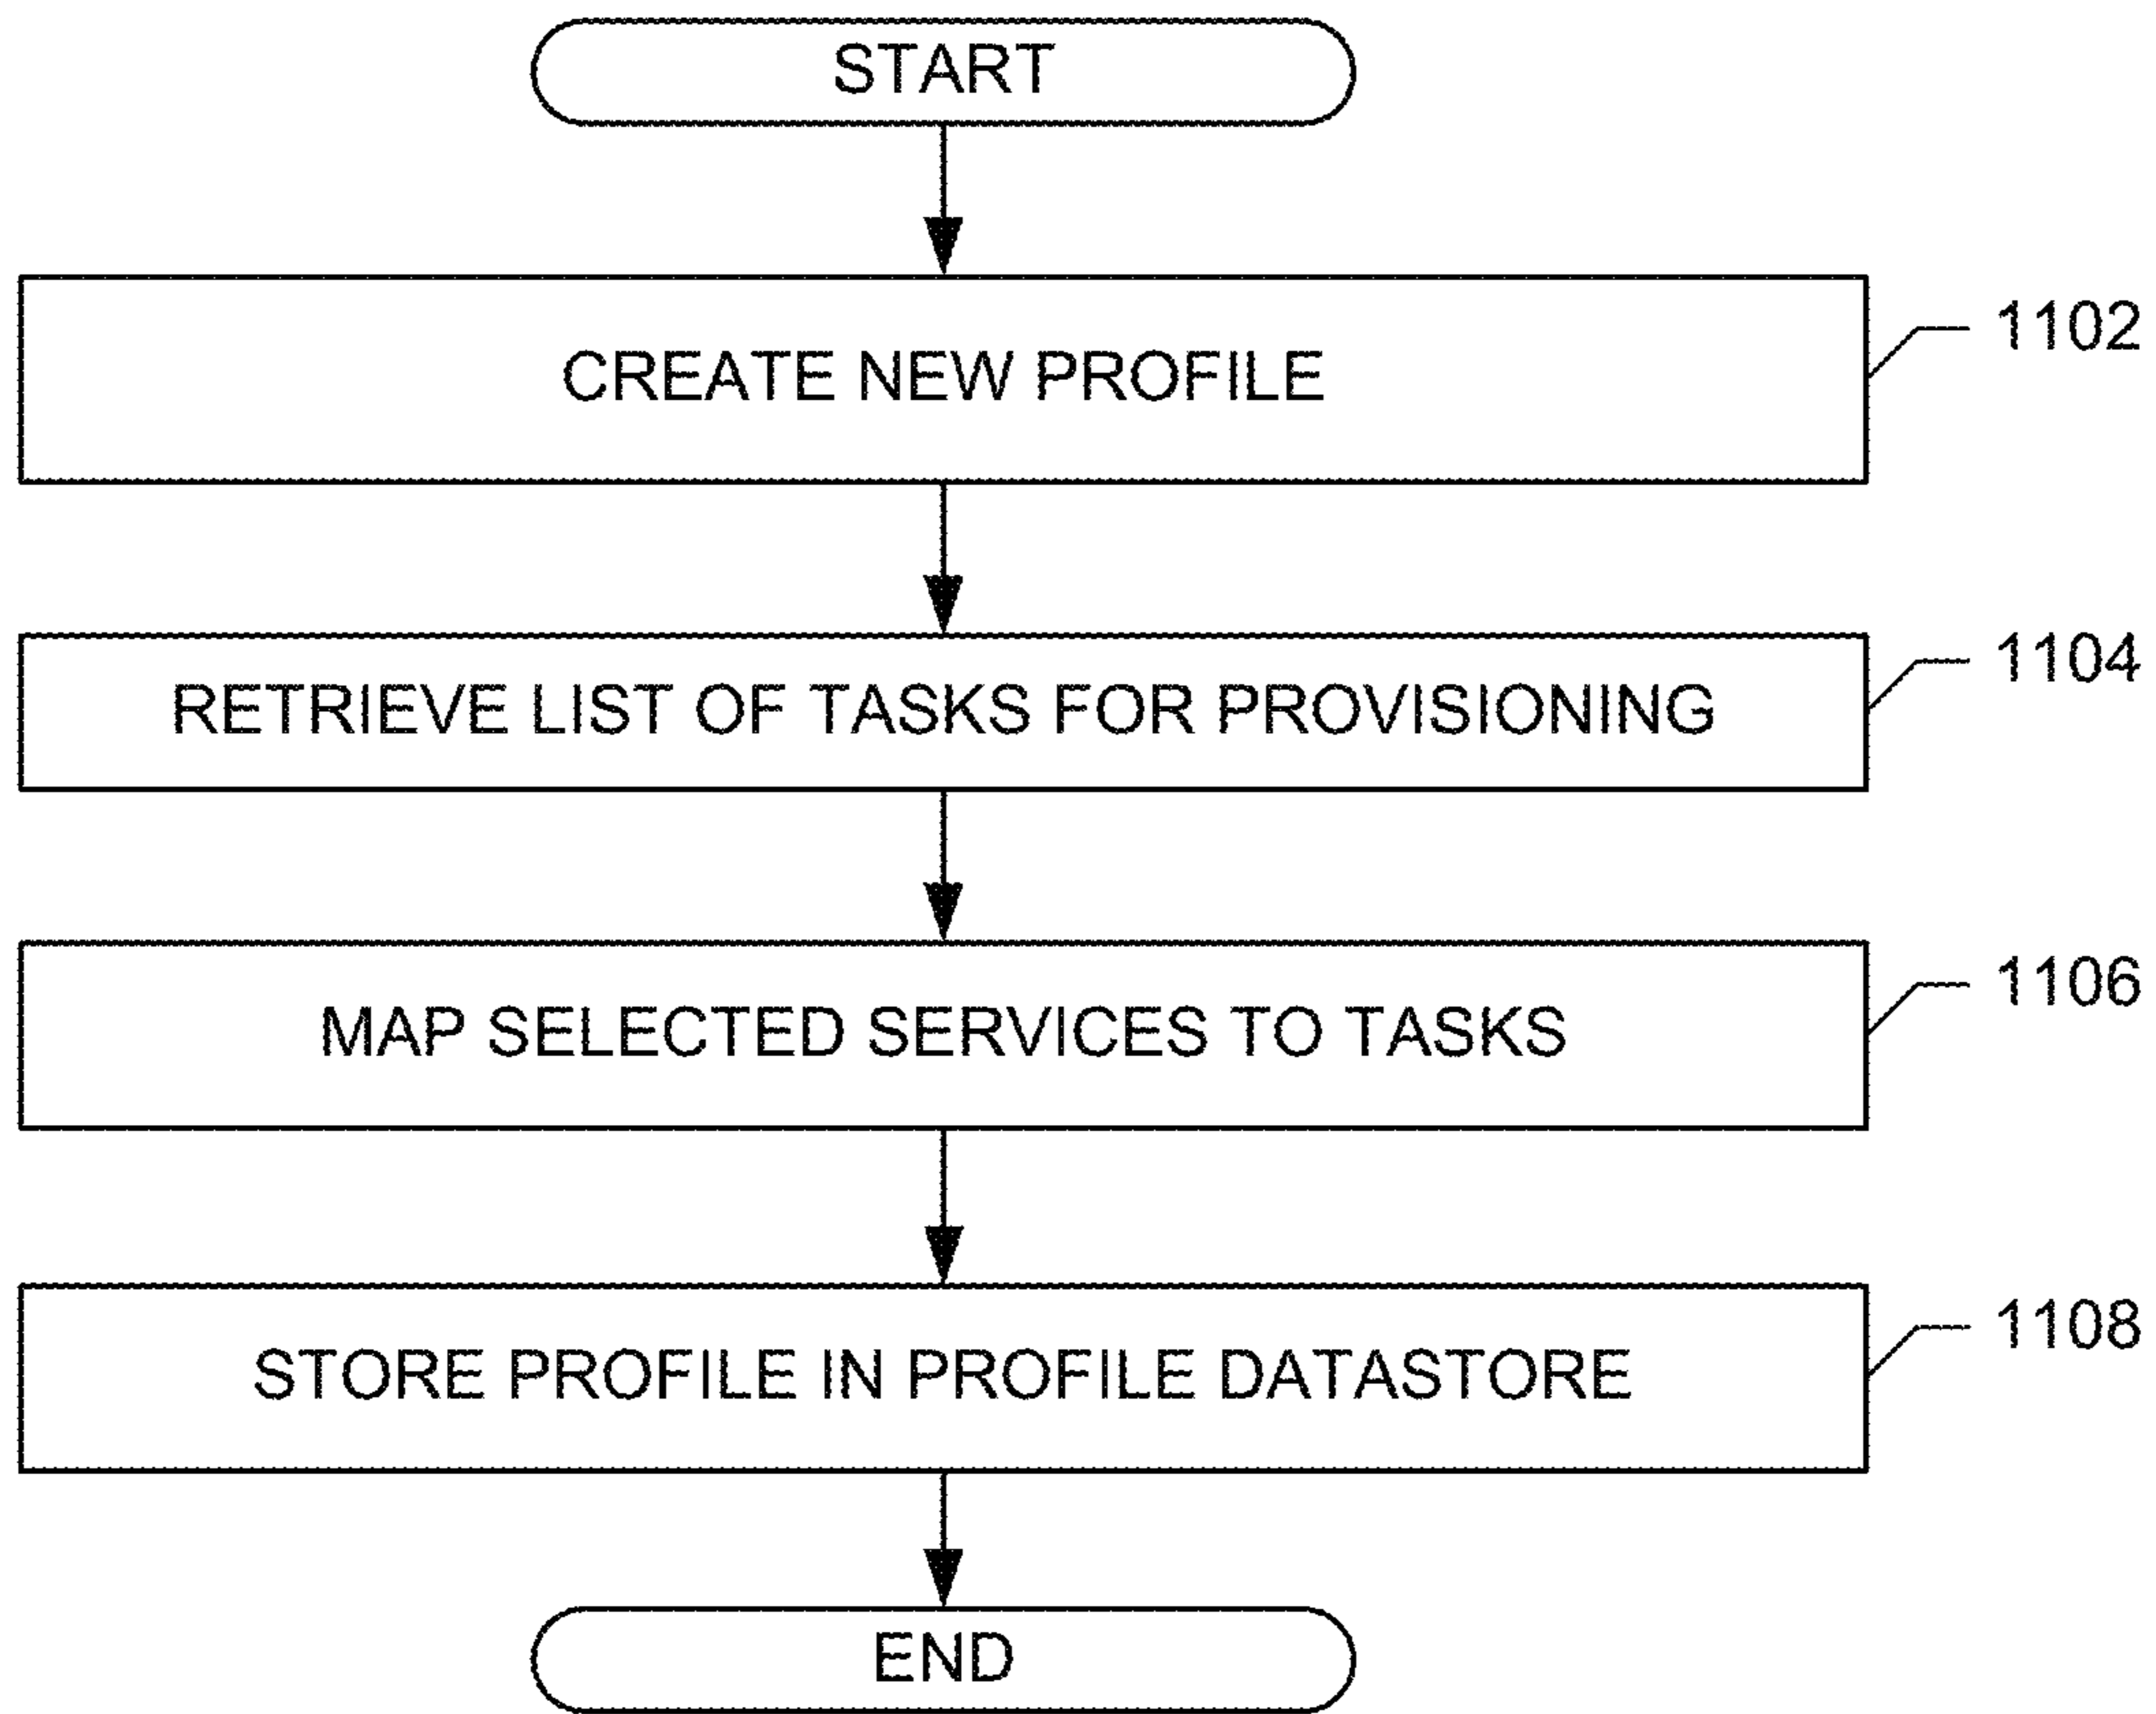 START
CREATE NEW PROFILE
1102
RETRIEVE LIST OF TASKS FOR PROVISIONING
1104
MAP SELECTED SERVICES TO TASKS
1106
STORE PROFILE IN PROFILE DATASTORE
1108
END